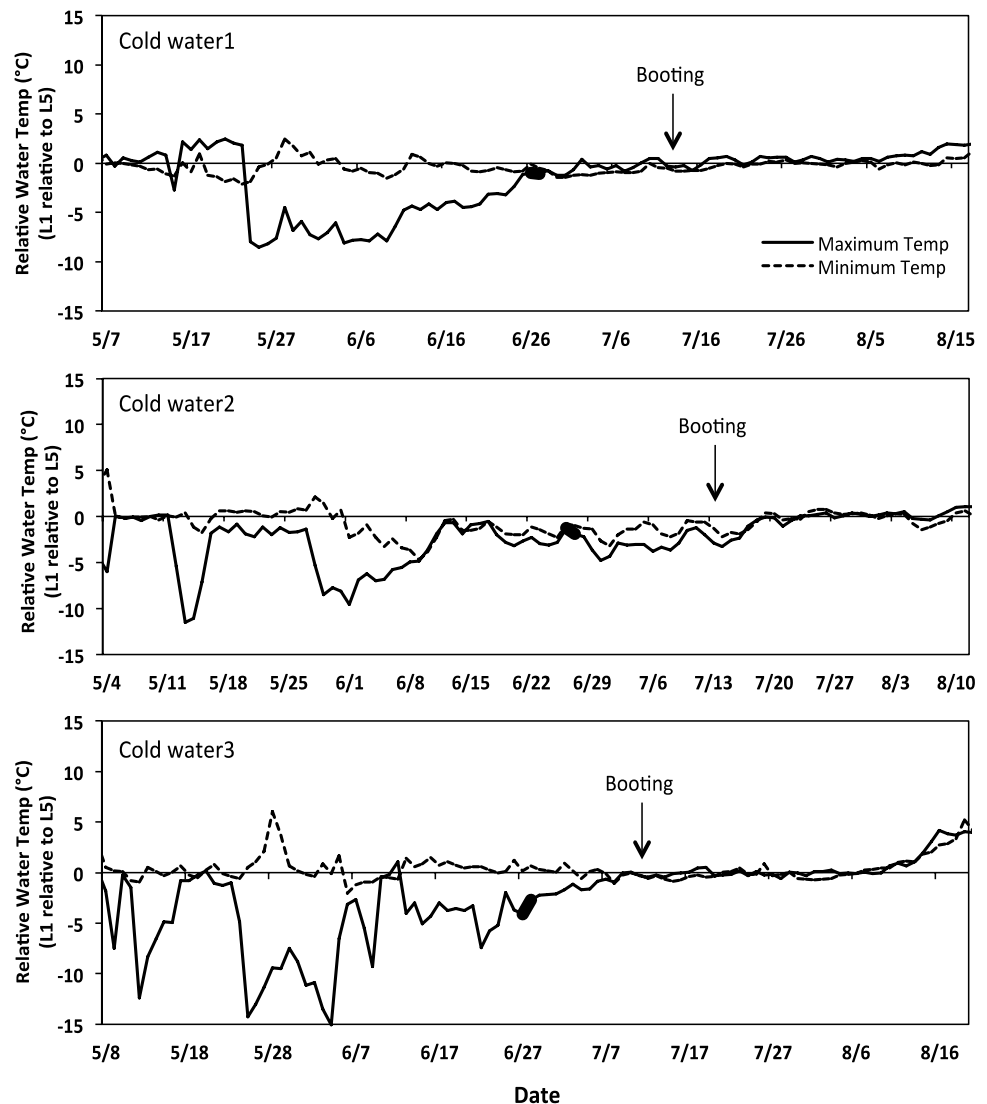 Cold water1
Relative Water Temp (°C)
(L1 relative to L5)
15
10
5
0
-5
-10
-15
Booting
Maximum Temp
Minimum Temp
5/7 5/17 5/27 6/6 6/16 6/26 7/6 7/16 7/26 8/5 8/15
Cold water2
Relative Water Temp (°C)
(L1 relative to L5)
15
10
5
0
-5
-10
-15
Booting
5/4 5/11 5/18 5/25 6/1 6/8 6/15 6/22 6/29 7/6 7/13 7/20 7/27 8/3 8/10
Cold water3
Relative Water Temp (°C)
(L1 relative to L5)
15
10
5
0
-5
-10
-15
Booting
5/8 5/18 5/28 6/7 6/17 6/27 7/7 7/17 7/27 8/6 8/16
Date